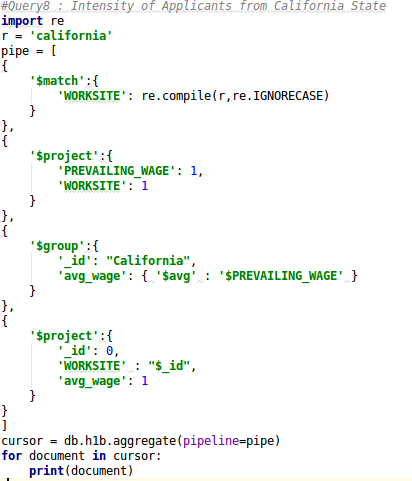 #Query8 : Intensity of Applicants from California State
import re
r = 'california'
pipe = [
{
    '$match':{
        'WORKSITE': re.compile(r,re.IGNORECASE)
    }
},
{
    '$project':{
        'PREVAILING_WAGE': 1,
        'WORKSITE': 1
    }
},
{
    '$group':{
        '_id': "California",
        'avg_wage': { '$avg' : '$PREVAILING_WAGE' }
    }
},
{
    '$project':{
        '_id': 0,
        'WORKSITE' : "$_id",
        'avg_wage': 1
    }
}
]
cursor = db.h1b.aggregate(pipeline=pipe)
for document in cursor:
    print(document)